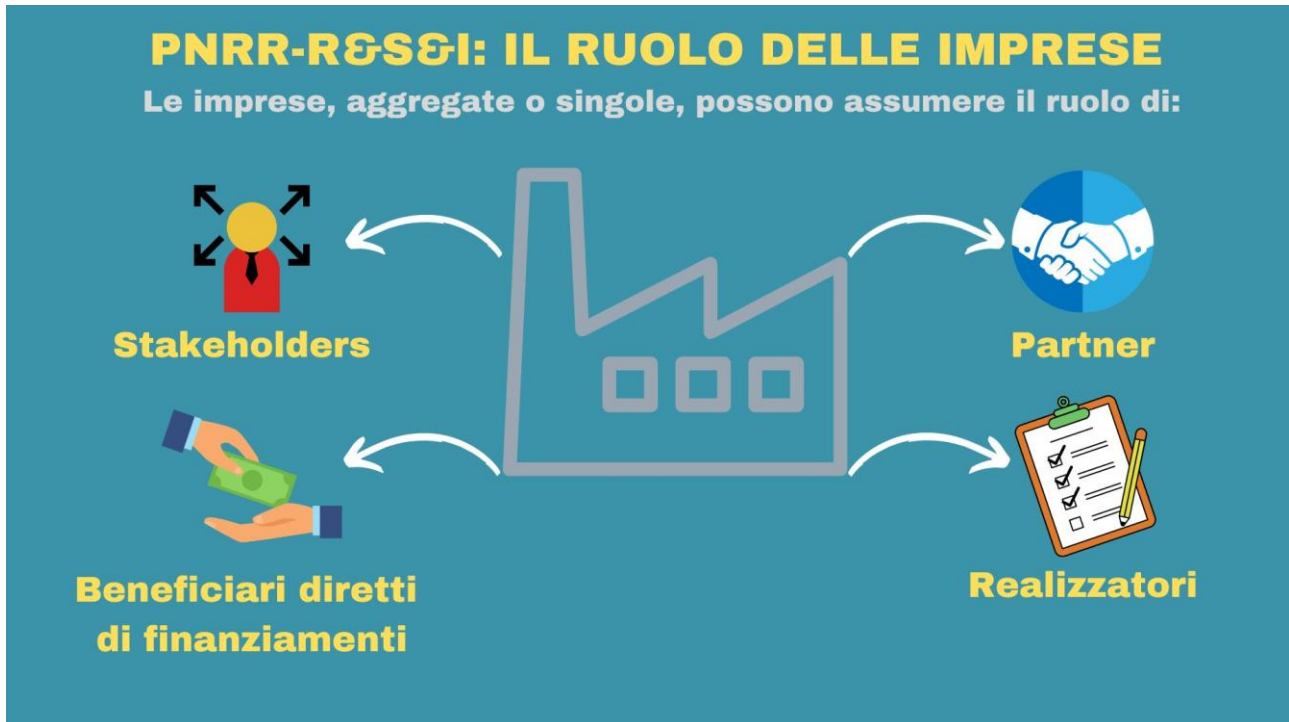 PNRR-R&S&I: IL RUOLO DELLE IMPRESE
Le imprese, aggregate o singole, possono assumere il ruolo di:
Stakeholders
Partner
Beneficiari diretti
di finanziamenti
Realizzatori